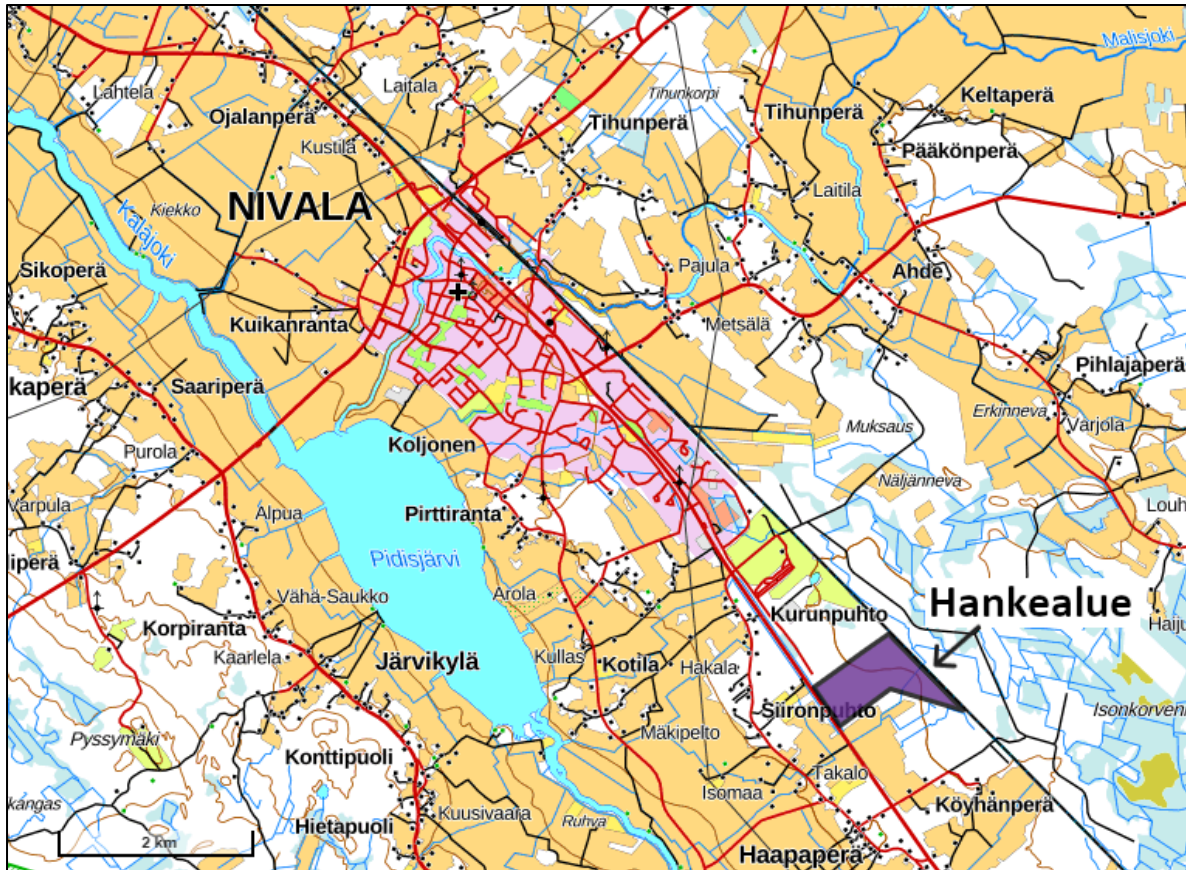 Malisjoki
Lahtela
Laitala
Tihunkorpi
Keltaperä
Ojalanperä
Tihunperä
Tihunperä
Kustila
Pääkönperä
Laitila
NIVALA
Kiekko
Kalajoki
Sikoperä
Pajula
Ahde
Kuikanranta
Metsälä
kaperä
Saariperä
Pihlajaperä
Erkinneva
Varjola
Muksaus
Koljonen
Purola
Näljänneva
Varpula
Alpua
Pirttiranta
Louh
iperä
Pidisjärvi
Vähä-Saukko
Arola
Hankealue
Kurunpuhto
Haiju
Korpiranta
Kaarlela
Järvikylä
Kullas
Kotila
Hakala
Siironpuhto
Isonkorven
Pyssymäki
Mäkipelto
Konttipuoli
Takalo
Isomaa
kangas
Köyhänperä
Kuusivaara
Hietapuoli
Ruhva
2 km
Haapaperä